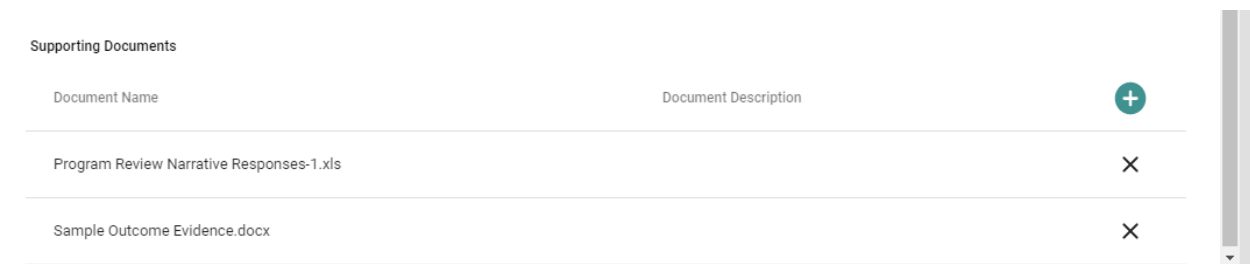 Supporting Documents
Document Name Document Description
Program Review Narrative Responses-1.xls
Sample Outcome Evidence.docx